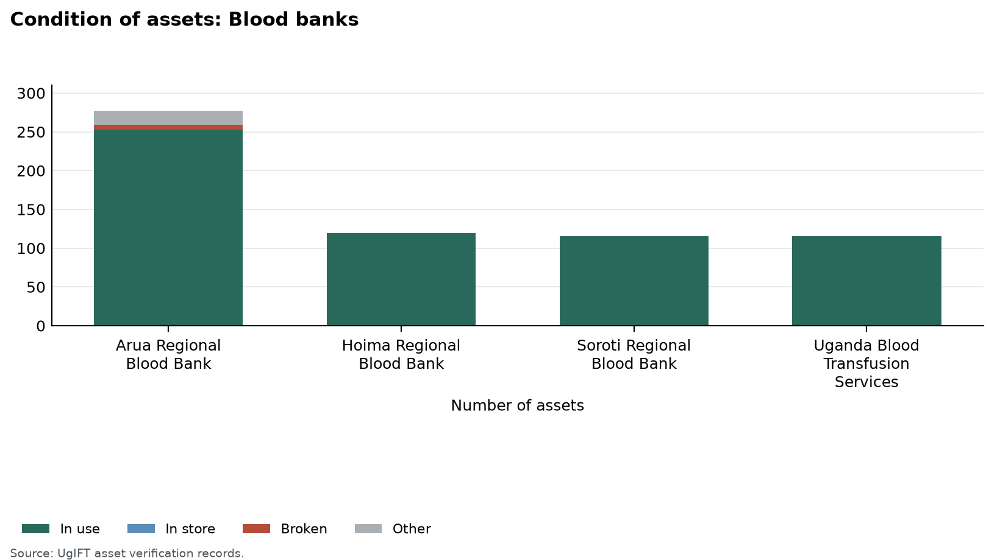 Condition of assets: Blood banks
300
250
200
150
100
50
0
Arua Regional
Blood Bank
Hoima Regional
Blood Bank
Soroti Regional
Blood Bank
Uganda Blood
Transfusion
Services
Number of assets
In use
In store
Broken
Other
Source: UgIFT asset verification records.